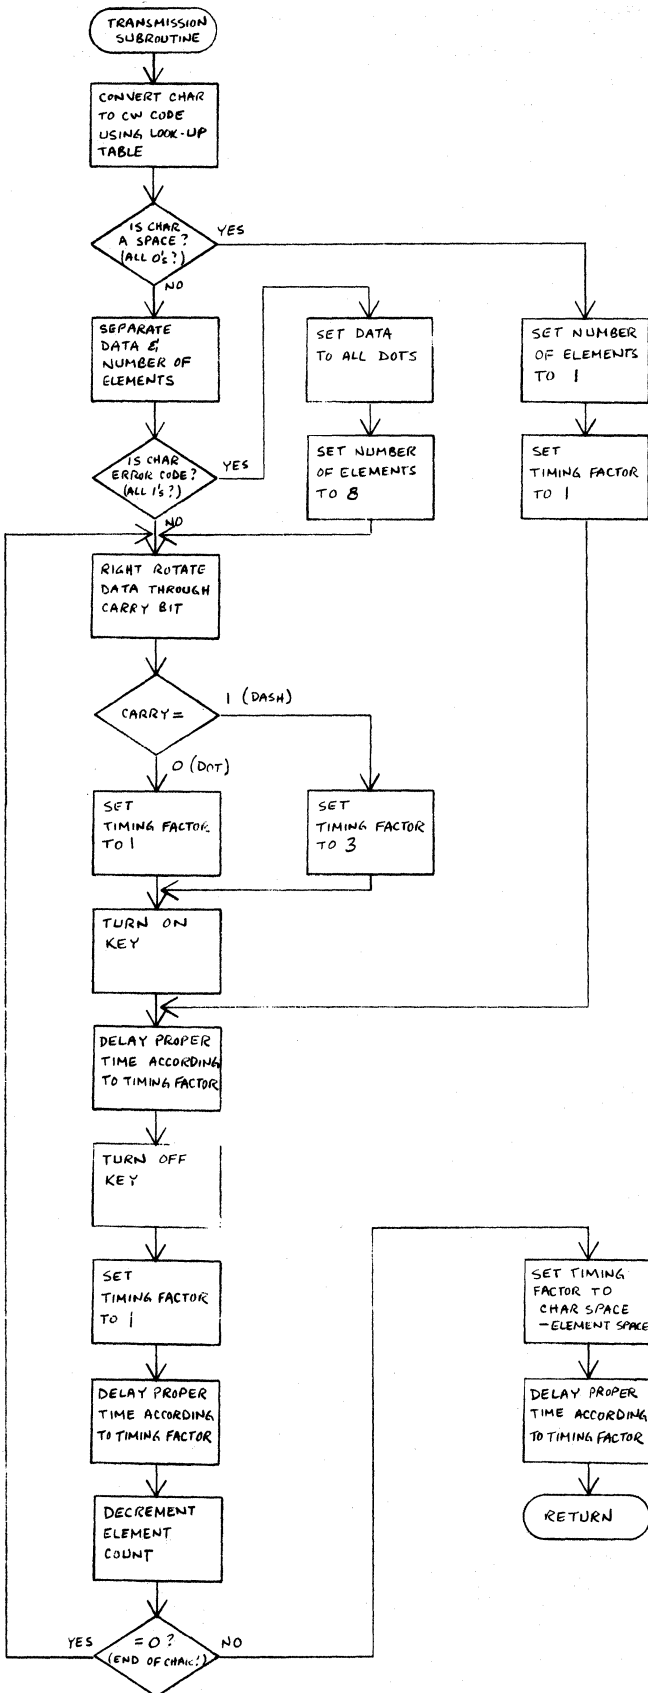 TRANSMISSION
SUBROUTINE
CONVERT CHAR
TO CW CODE
USING LOOK-UP
TABLE
IS CHAR
A SPACE?
(ALL 0's?)
YES
NO
SEPARATE
DATA &
NUMBER OF
ELEMENTS
SET DATA
TO ALL DOTS
SET NUMBER
OF ELEMENTS
TO 1
IS CHAR
ERROR CODE?
(ALL 1's?)
YES
NO
SET NUMBER
OF ELEMENTS
TO 8
SET
TIMING FACTOR
TO 1
RIGHT ROTATE
DATA THROUGH
CARRY BIT
CARRY =
1 (DASH)
0 (DOT)
SET
TIMING FACTOR
TO 1
SET
TIMING FACTOR
TO 3
TURN ON
KEY
DELAY PROPER
TIME ACCORDING
TO TIMING FACTOR
TURN OFF
KEY
SET
TIMING FACTOR
TO 1
DELAY PROPER
TIME ACCORDING
TO TIMING FACTOR
DECREMENT
ELEMENT
COUNT
= 0?
(END OF CHAR?)
YES
NO
SET TIMING
FACTOR TO
CHAR SPACE
-ELEMENT SPACE
DELAY PROPER
TIME ACCORDING
TO TIMING FACTOR
RETURN